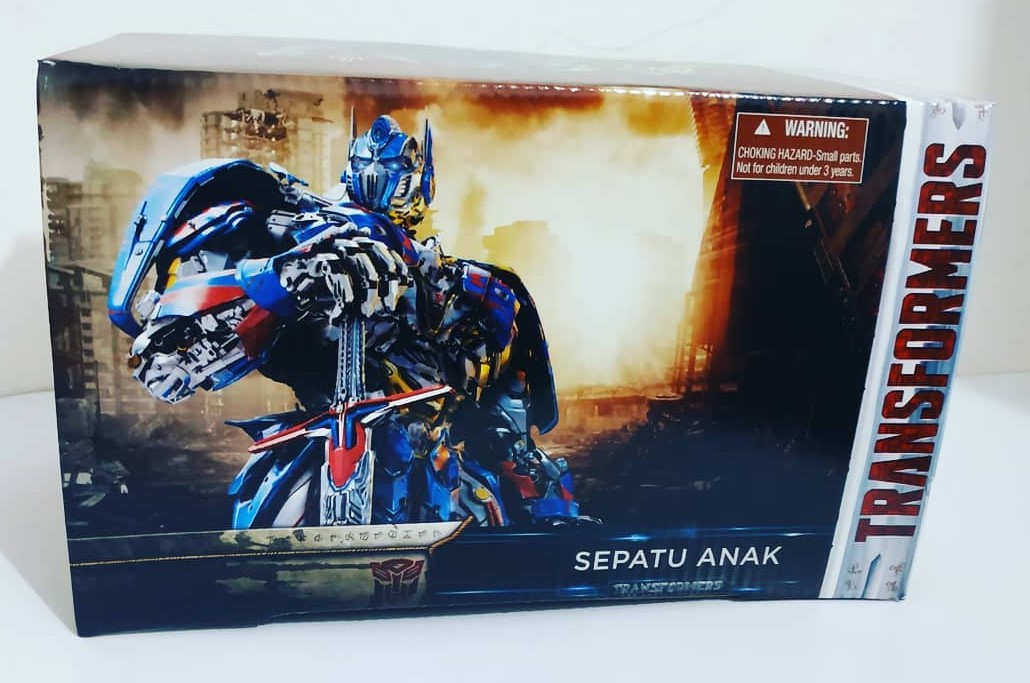 WARNING:
CHOKING HAZARD-Small parts.
Not for children under 3 years.
TRANSFORMERS
SEPATU ANAK
TRANSFORMERS